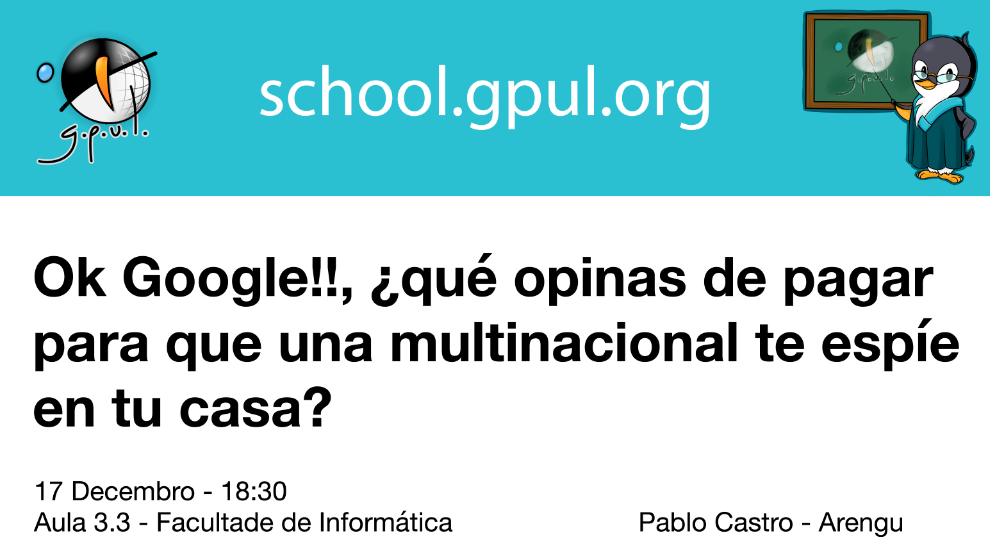 g.p.u.l.
school.gpul.org
Ok Google!!, ¿qué opinas de pagar
para que una multinacional te espíe
en tu casa?
17 Decembro - 18:30
Aula 3.3 - Facultade de Informática
Pablo Castro - Arengu